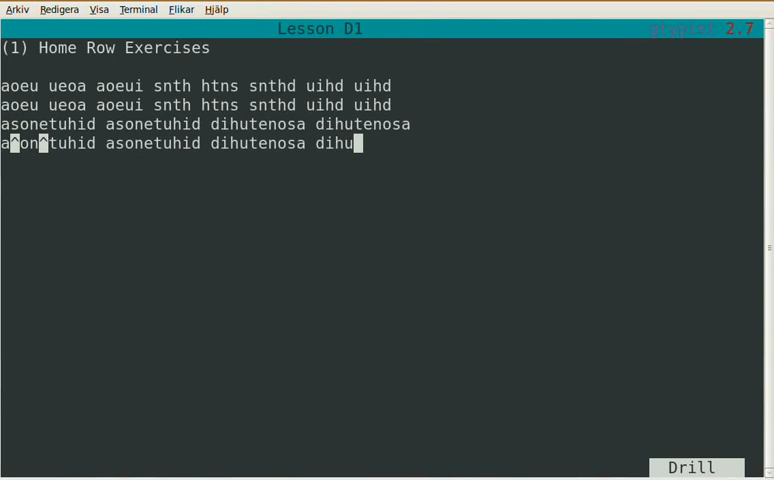 Arkiv Redigera Visa Terminal Flikar Hjälp
Lesson D1 gtypist 2.7
(1) Home Row Exercises
aoeu ueoa aoeui snth htns snthd uihd uihd
aoeu ueoa aoeui snth htns snthd uihd uihd
asonetuhid asonetuhid dihutenosa dihutenosa
a^on^tuhid asonetuhid dihutenosa dihu
Drill